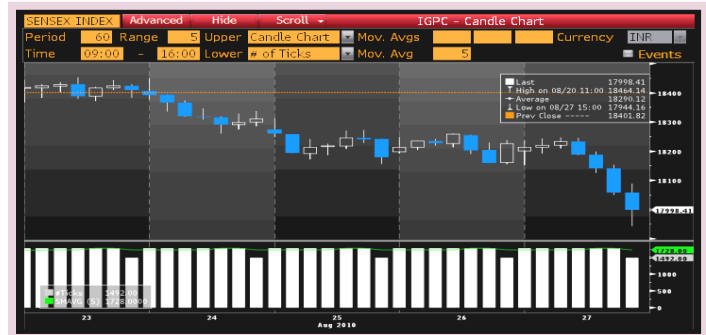 SENSEX INDEX Advanced Hide Scroll IGPC - Candle Chart
Period 60 Range 5 Upper Candle Chart Mov. Avgs Currency INR
Time 09:00 - 16:00 Lower # of Ticks Mov. Avg 5 Events
Last 17998.41
High on 08/20 11:00 18464.14
Average 18290.12
Low on 08/27 15:00 17944.16
Prev Close ----- 18401.82
18400
18300
18200
18100
17998.41
1728.00
1492.00
1000
500
0
#Ticks 1492.00
SMAVG (5) 1728.0000
23 24 25 26 27
Aug 2010